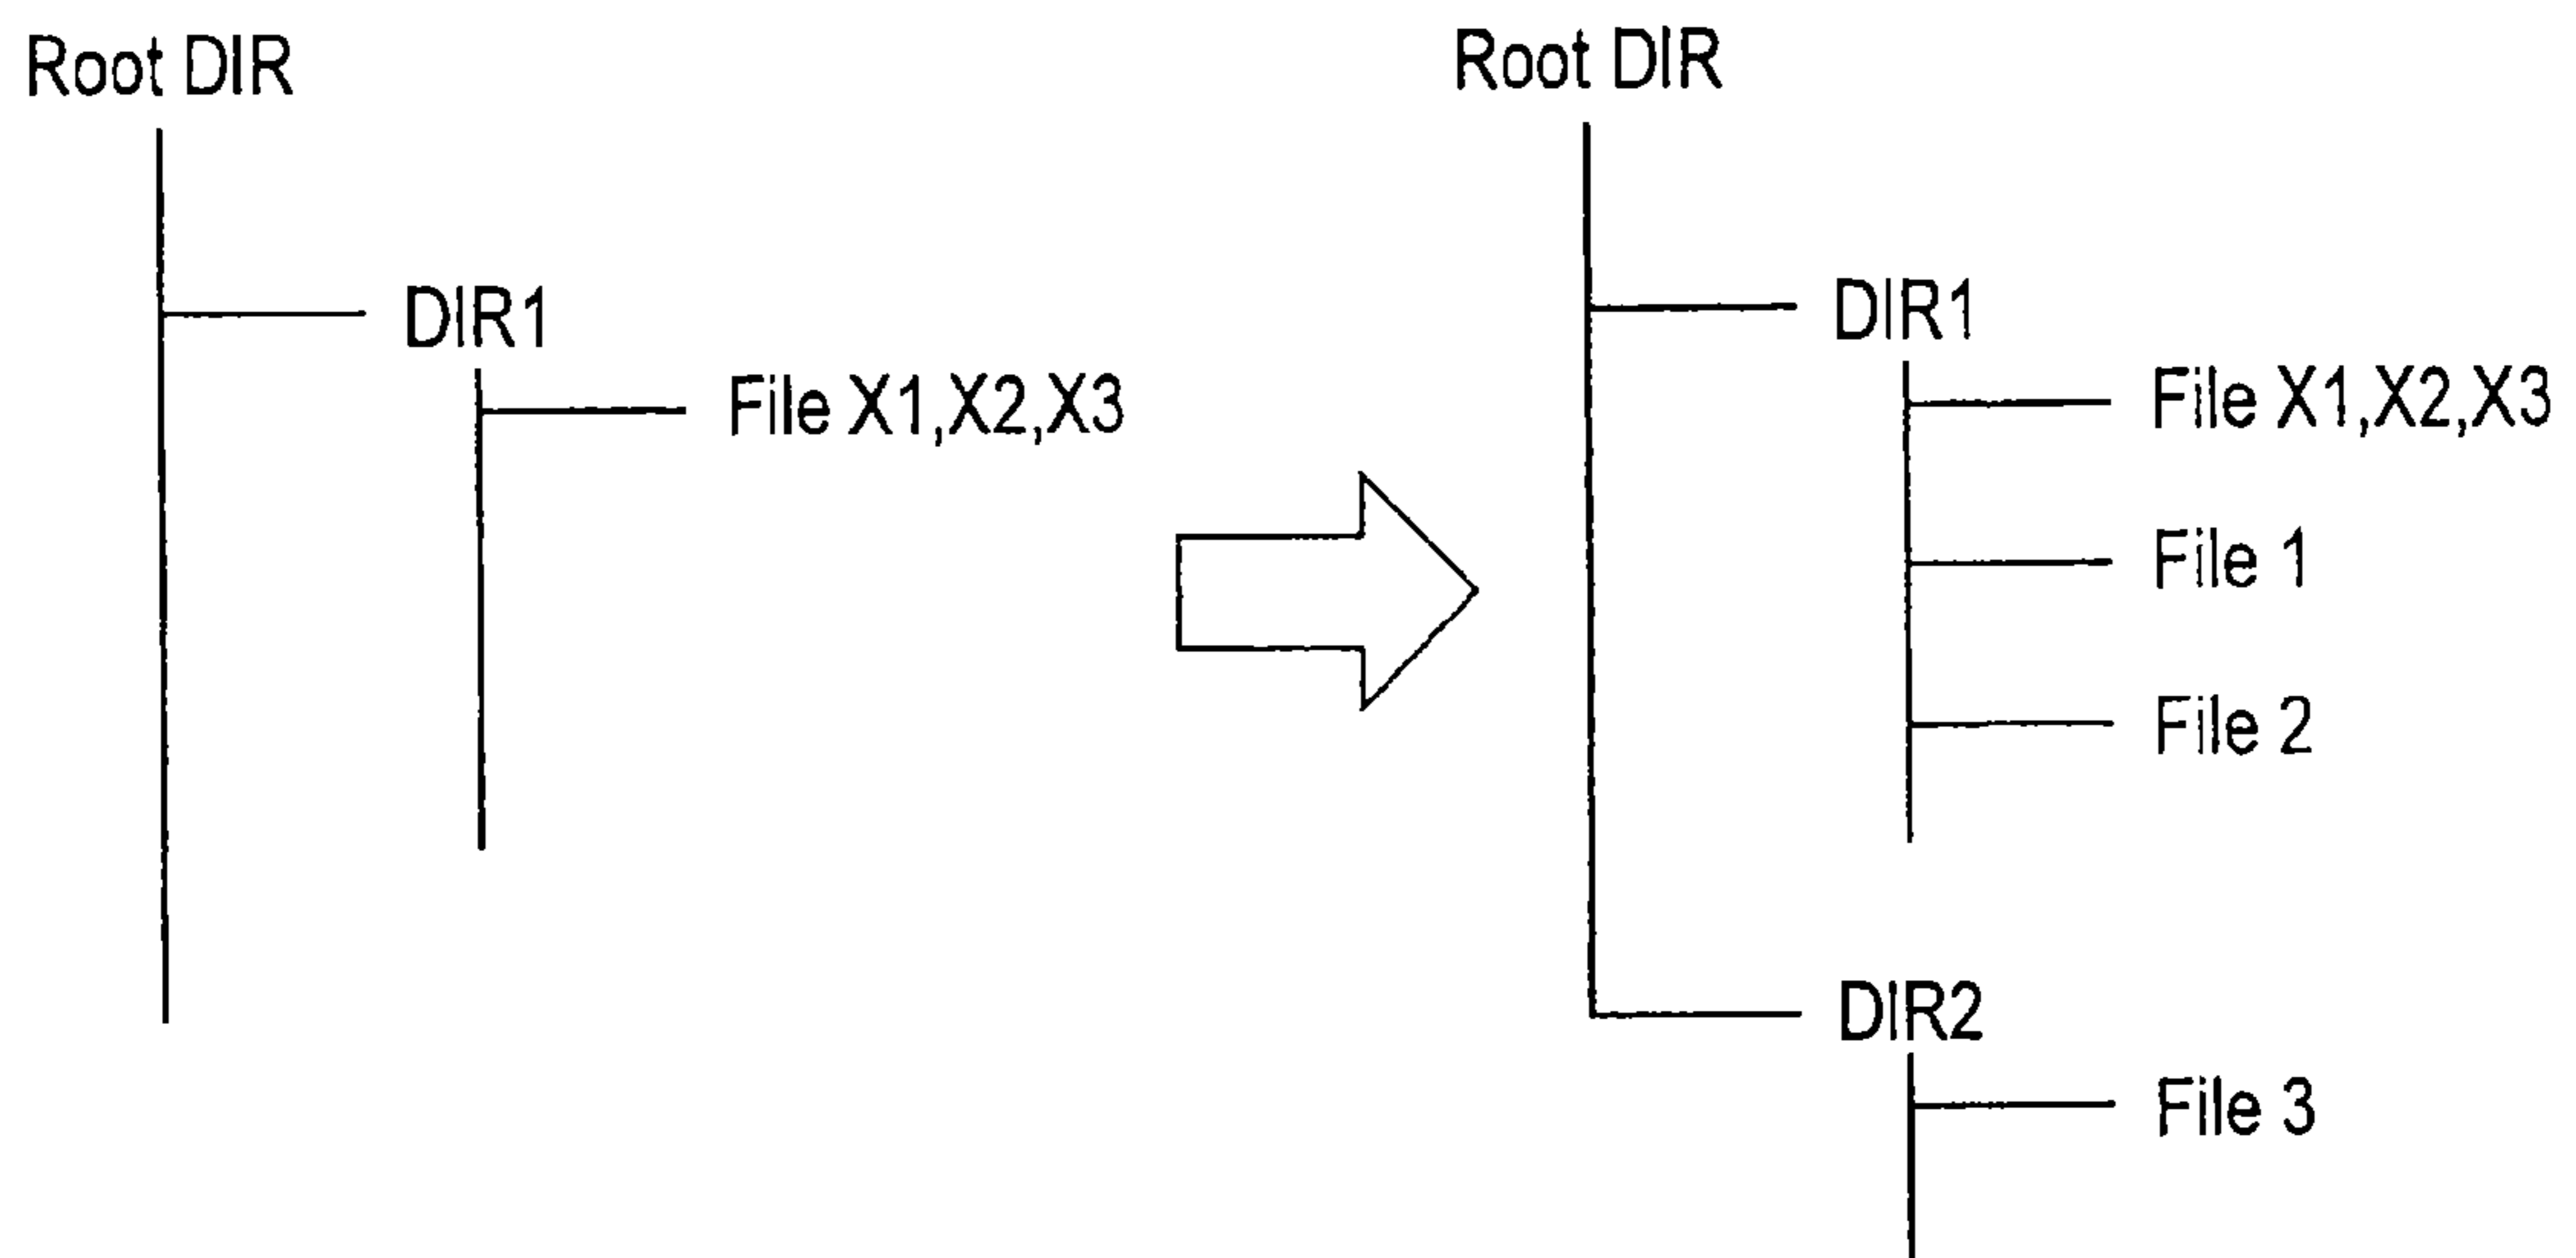 Root DIR
DIR1
File X1,X2,X3
Root DIR
DIR1
File X1,X2,X3
File 1
File 2
DIR2
File 3